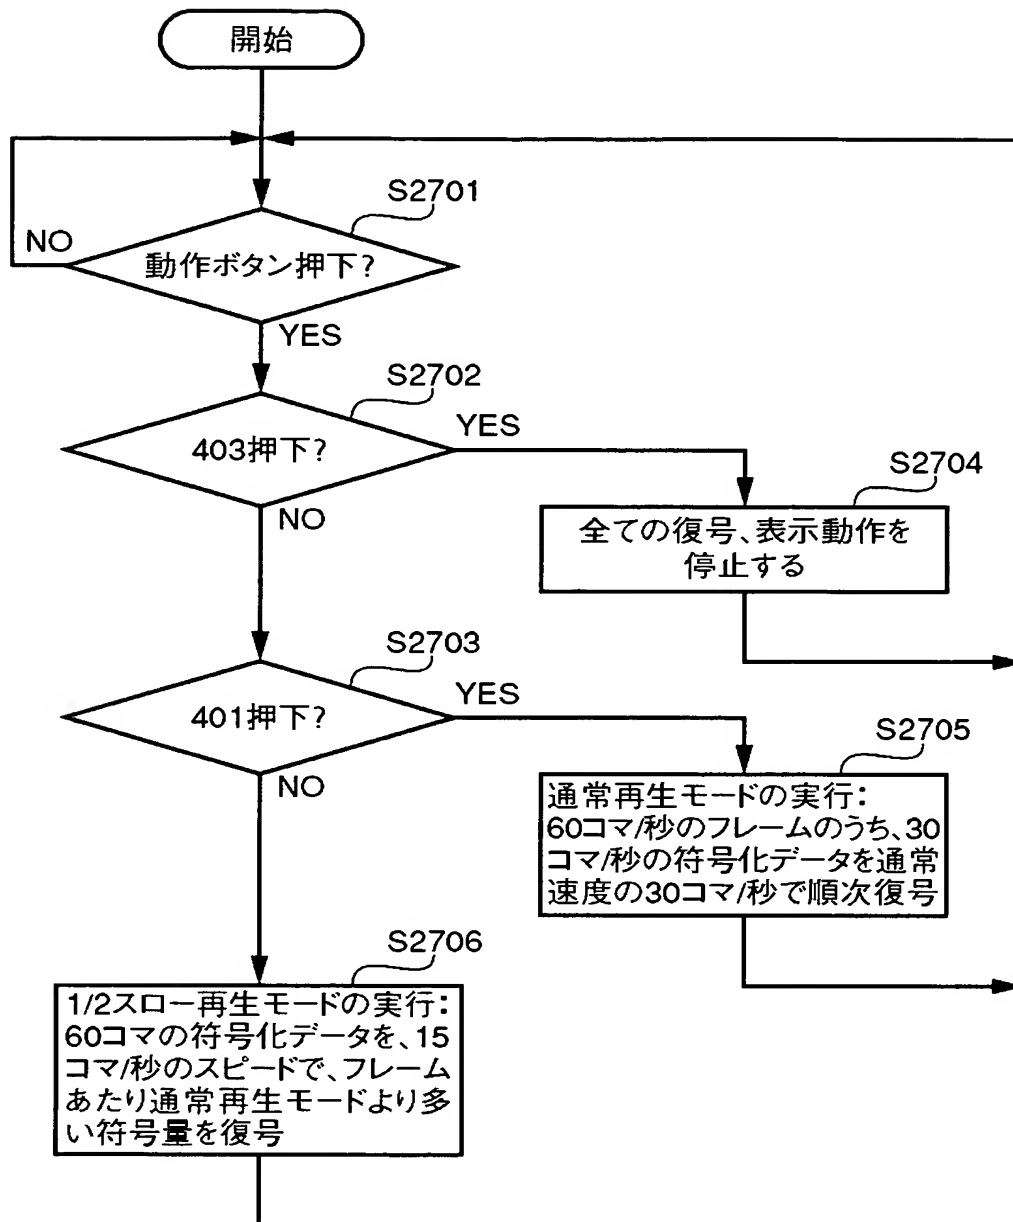 開始
S2701
NO
動作ボタン押下?
YES
S2702
403押下?
YES
NO
S2704
全ての復号、表示動作を
停止する
S2703
401押下?
YES
NO
S2705
通常再生モードの実行:
60コマ/秒のフレームのうち、30
コマ/秒の符号化データを通常
速度の30コマ/秒で順次復号
S2706
1/2スロー再生モードの実行:
60コマの符号化データを、15
コマ/秒のスピードで、フレーム
あたり通常再生モードより多
い符号量を復号